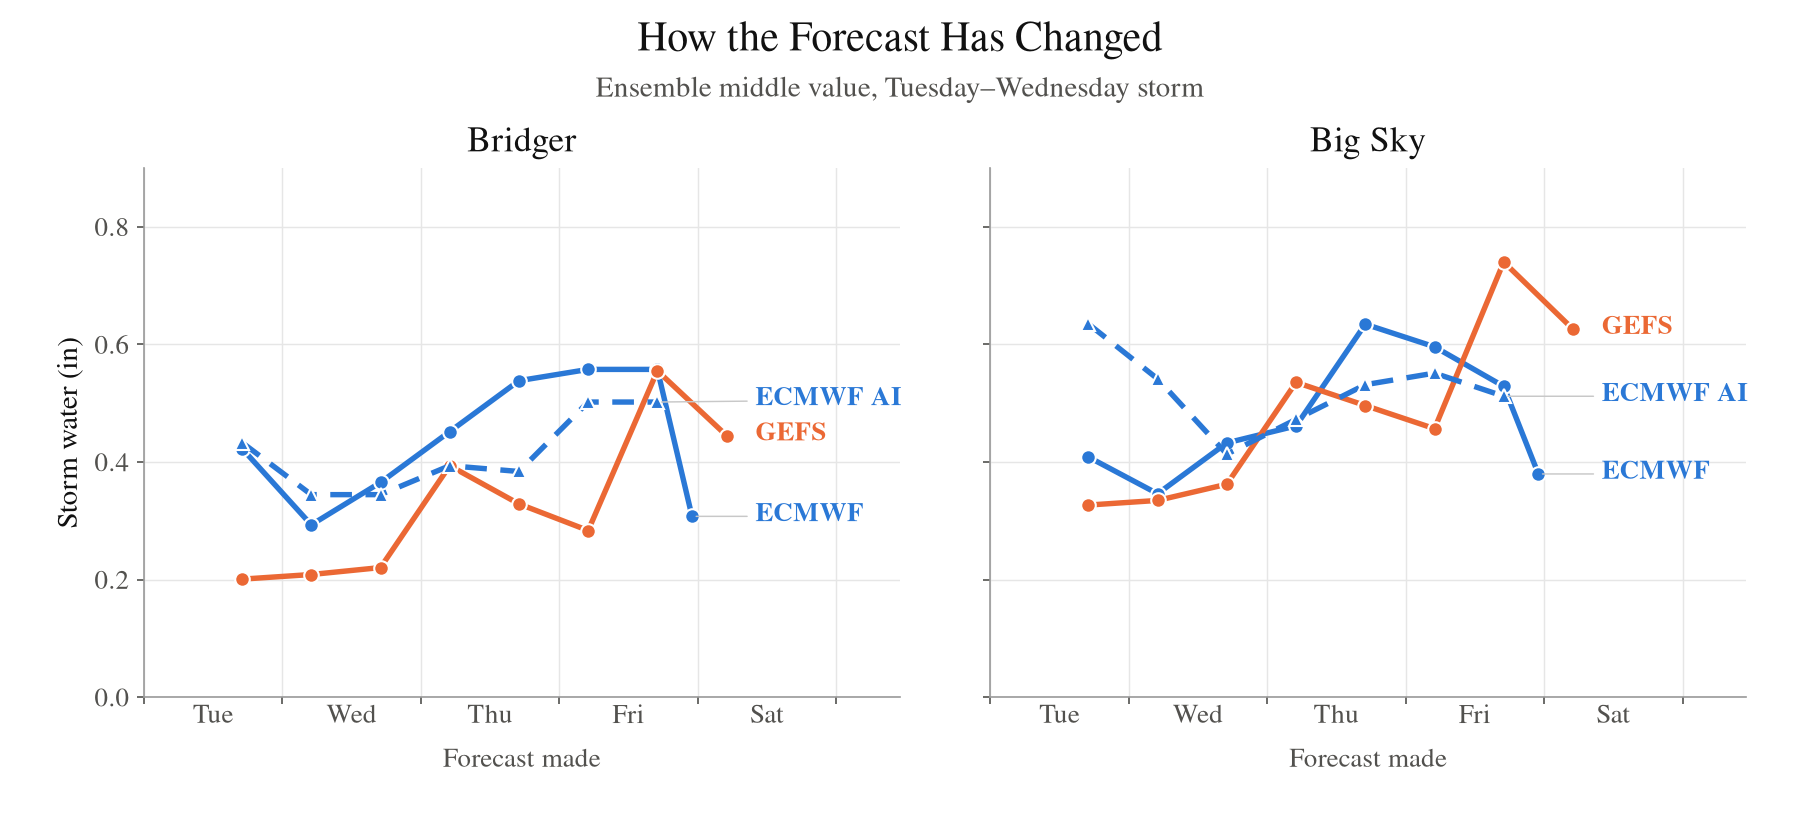 How the Forecast Has Changed
Ensemble middle value, Tuesday–Wednesday storm
Bridger
Big Sky
Storm water (in)
0.8
0.6
0.4
0.2
0.0
ECMWF AI
GEFS
ECMWF
GEFS
ECMWF AI
ECMWF
Tue Wed Thu Fri Sat
Tue Wed Thu Fri Sat
Forecast made
Forecast made